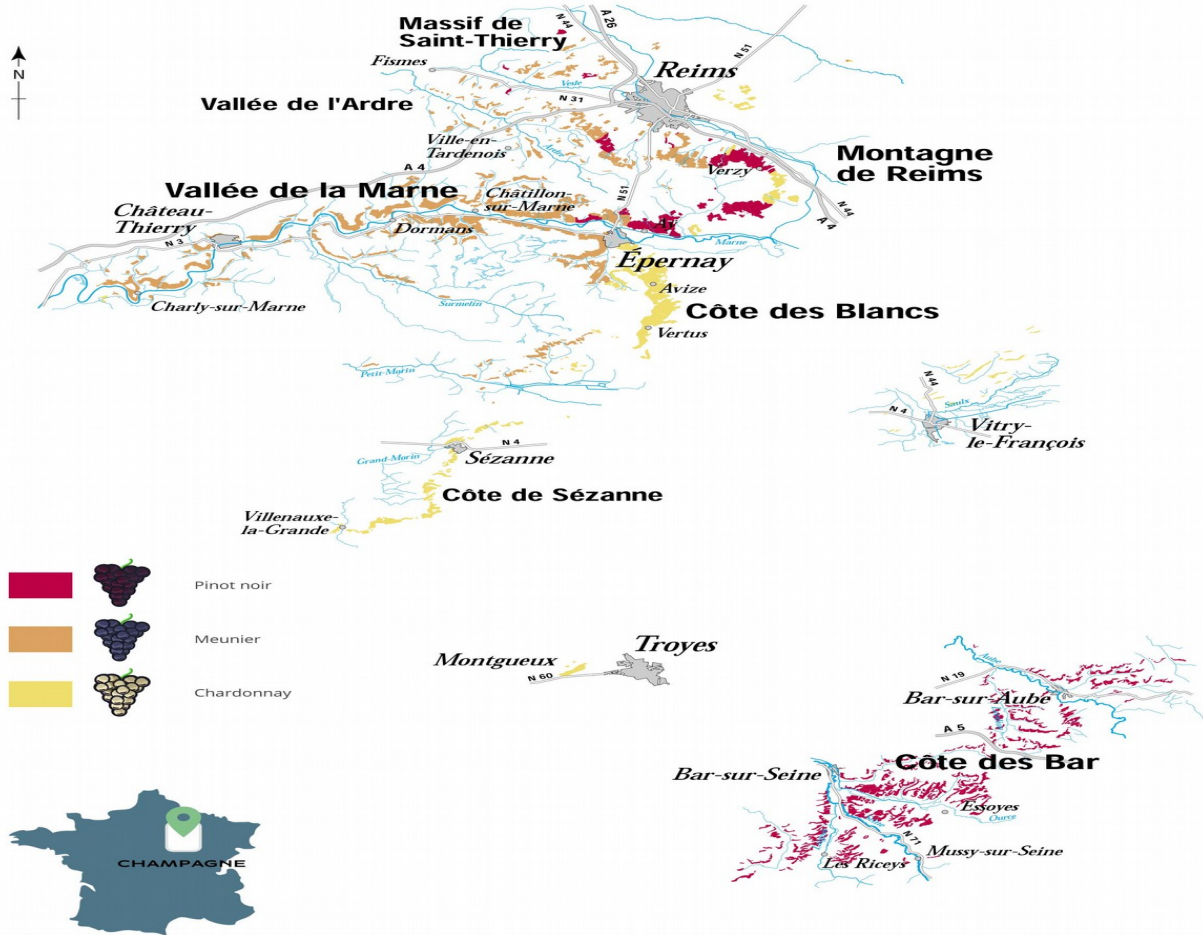 Massif de
Saint-Thierry
N 44
A 26
N 51
Fismes
Reims
Vesle
N 31
Vallée de l'Ardre
Ville-en-
Tardenois
Ardre
A 4
Verzy
Montagne
de Reims
Vallée de la Marne
Châtillon-
sur-Marne
N 51
N 44
A 4
Château-
Thierry
N 3
Dormans
Ay
Marne
Épernay
Charly-sur-Marne
Surmelin
Avize
Côte des Blancs
Vertus
Petit-Morin
N 44
Saulx
N 4
Vitry-
le-François
N 4
Grand-Morin
Sézanne
Côte de Sézanne
Villenauxe-
la-Grande
Pinot noir
Meunier
Chardonnay
Troyes
Montgueux
N 60
Aube
N 19
Bar-sur-Aube
A 5
Côte des Bar
Bar-sur-Seine
Essoyes
Ource
N 71
Mussy-sur-Seine
Les Riceys
CHAMPAGNE
N